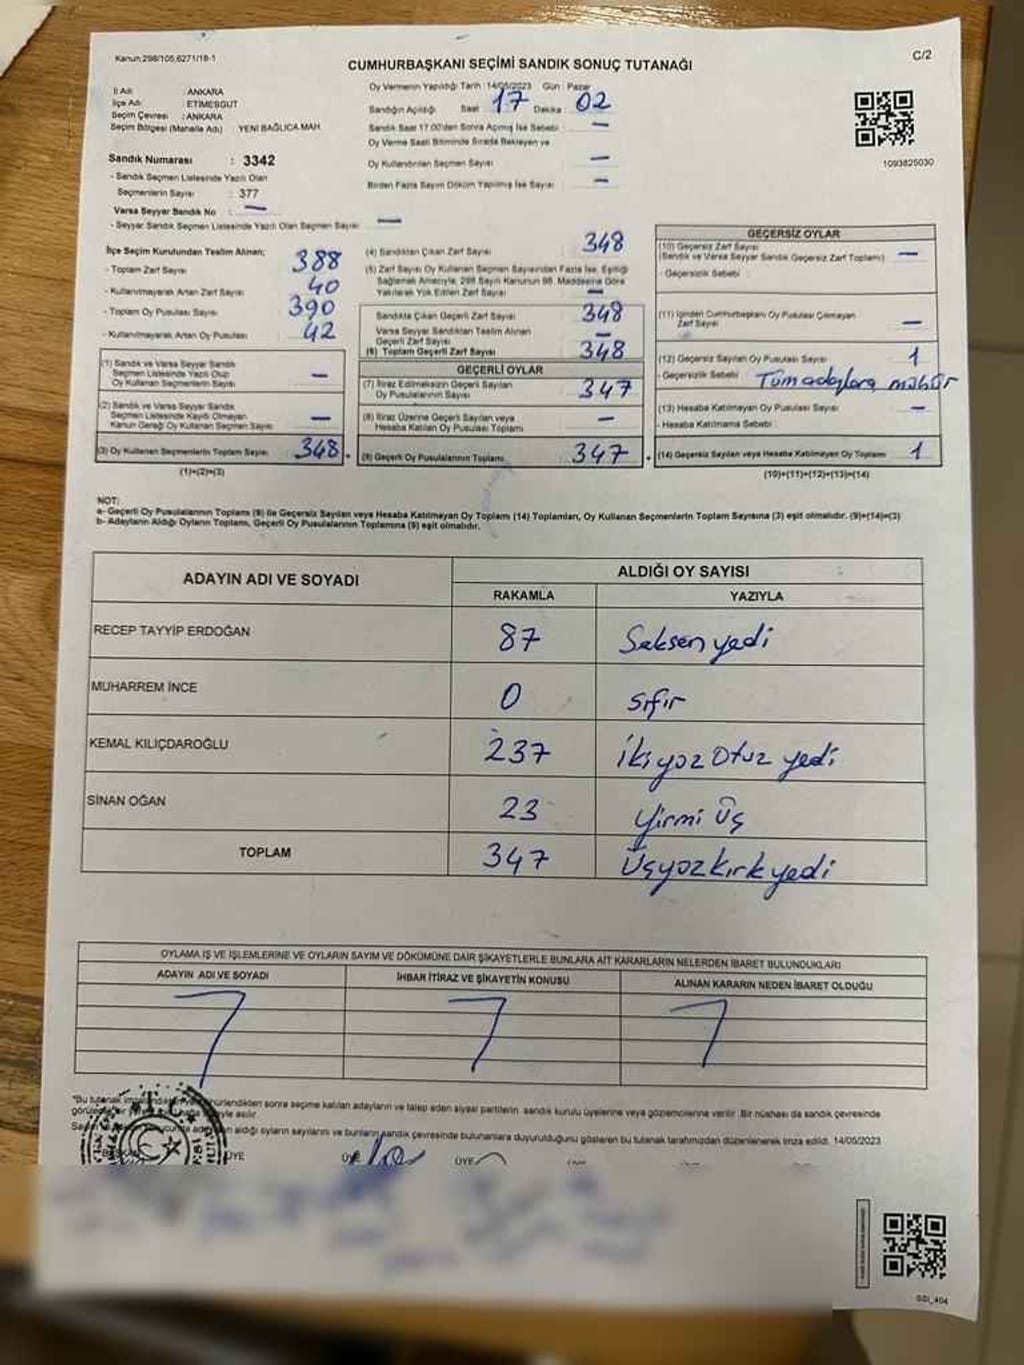 Kanun:298/105,6271/18-1
C/2
CUMHURBAŞKANI SEÇİMİ SANDIK SONUÇ TUTANAĞI
İl Adı : ANKARA
İlçe Adı : ETİMESGUT
Seçim Çevresi : ANKARA
Seçim Bölgesi (Mahalle Adı) YENİ BAĞLICA MAH.
Sandık Numarası : 3342
- Sandık Seçmen Listesinde Yazılı Olan
Seçmenlerin Sayısı : 377
Varsa Seyyar Sandık No : —
- Seyyar Sandık Seçmen Listesinde Yazılı Olan Seçmen Sayısı —
Oy Vermenin Yapıldığı Tarih :14/05/2023 Gün : Pazar
Sandığın Açıldığı Saat 17 Dakika : 02
Sandık Saat 17:00'den Sonra Açılmış İse Sebebi : —
Oy Verme Saati Bitiminde Sırada Bekleyen ve
Oy Kullandırılan Seçmen Sayısı —
Birden Fazla Sayım Döküm Yapılmış İse Sayısı —
1093825030
İlçe Seçim Kurulundan Teslim Alınan;
- Toplam Zarf Sayısı 388
- Kullanılmayarak Artan Zarf Sayısı 40
- Toplam Oy Pusulası Sayısı 390
- Kullanılmayarak Artan Oy Pusulası 42
(1) Sandık ve Varsa Seyyar Sandık
Seçmen Listesinde Yazılı Olup
Oy Kullanan Seçmenlerin Sayısı —
(2) Sandık ve Varsa Seyyar Sandık
Seçmen Listesinde Kaydı Olmayan
Kanun Gereği Oy Kullanan Seçmen Sayısı —
(3) Oy Kullanan Seçmenlerin Toplam Sayısı 348
(1)+(2)=(3)
(4) Sandıktan Çıkan Zarf Sayısı 348
(5) Zarf Sayısı Oy Kullanan Seçmen Sayısından Fazla İse, Eşitliği
Sağlamak Amacıyla; 298 Sayılı Kanunun 98. Maddesine Göre
Yakılarak Yok Edilen Zarf Sayısı —
Sandıkta Çıkan Geçerli Zarf Sayısı 348
Varsa Seyyar Sandıktan Teslim Alınan
Geçerli Zarf Sayısı —
(6) Toplam Geçerli Zarf Sayısı 348
GEÇERLİ OYLAR
(7) İtiraz Edilmeksizin Geçerli Sayılan
Oy Pusulalarının Sayısı 347
(8) İtiraz Üzerine Geçerli Sayılan veya
Hesaba Katılan Oy Pusulası Toplamı —
(9) Geçerli Oy Pusulalarının Toplamı 347
GEÇERSİZ OYLAR
(10) Geçersiz Zarf Sayısı
(Sandık ve Varsa Seyyar Sandık Geçersiz Zarf Toplamı) —
- Geçersizlik Sebebi :
(11) İçinden Cumhurbaşkanı Oy Pusulası Çıkmayan
Zarf Sayısı —
(12) Geçersiz Sayılan Oy Pusulası Sayısı 1
- Geçersizlik Sebebi Tüm adaylara mühür
(13) Hesaba Katılmayan Oy Pusulası Sayısı —
- Hesaba Katılmama Sebebi :
(14) Geçersiz Sayılan veya Hesaba Katılmayan Oy Toplamı 1
(10)+(11)+(12)+(13)=(14)
NOT:
a- Geçerli Oy Pusulalarının Toplamı (9) ile Geçersiz Sayılan veya Hesaba Katılmayan Oy Toplamı (14) Toplamları, Oy Kullanan Seçmenlerin Toplam Sayısına (3) eşit olmalıdır. (9)+(14)=(3)
b- Adayların Aldığı Oyların Toplamı, Geçerli Oy Pusulalarının Toplamına (9) eşit olmalıdır.
ADAYIN ADI VE SOYADI ALDIĞI OY SAYISI
RAKAMLA YAZIYLA
RECEP TAYYİP ERDOĞAN 87 Seksen yedi
MUHARREM İNCE 0 sıfır
KEMAL KILIÇDAROĞLU 237 İki yüz otuz yedi
SİNAN OĞAN 23 Yirmi üç
TOPLAM 347 Üçyüzkırkyedi
OYLAMA İŞ VE İŞLEMLERİNE VE OYLARIN SAYIM VE DÖKÜMÜNE DAİR ŞİKAYETLERLE BUNLARA AİT KARARLARIN NELERDEN İBARET BULUNDUKLARI
ADAYIN ADI VE SOYADI İHBAR İTİRAZ VE ŞİKAYETİN KONUSU ALINAN KARARIN NEDEN İBARET OLDUĞU
*Bu tutanak sonra seçime katılan adayların ve talep eden siyasi partilerin sandık kurulu üyelerine veya gözlemcilerine verilir. Bir nüshası da sandık çevresinde
asılır.
aldığı oyların sayılarını ve bunların sandık çevresinde bulunanlara duyurulduğunu gösteren bu tutanak tarafımızdan düzenlenerek imza edildi. 14/05/2023
ÜYE ÜYE ÜYE